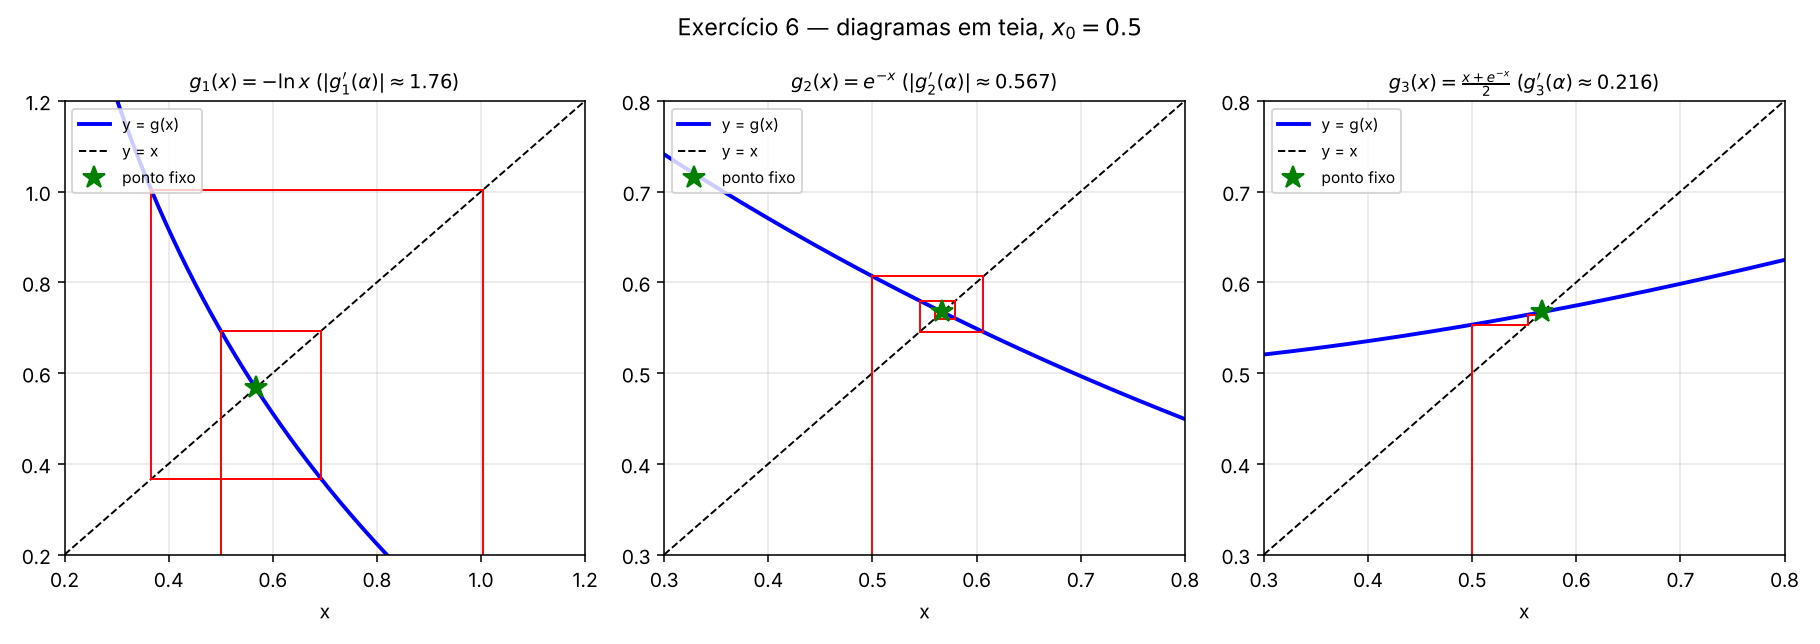 Exercício 6 — diagramas em teia, x₀ = 0.5
g₁(x) = −ln x (|g₁′(α)| ≈ 1.76)
y = g(x)
y = x
ponto fixo
1.2
1.0
0.8
0.6
0.4
0.2
0.2 0.4 0.6 0.8 1.0 1.2
x
g₂(x) = e⁻ˣ (|g₂′(α)| ≈ 0.567)
y = g(x)
y = x
ponto fixo
0.8
0.7
0.6
0.5
0.4
0.3
0.3 0.4 0.5 0.6 0.7 0.8
x
g₃(x) = (x+e⁻ˣ)/2 (g₃′(α) ≈ 0.216)
y = g(x)
y = x
ponto fixo
0.8
0.7
0.6
0.5
0.4
0.3
0.3 0.4 0.5 0.6 0.7 0.8
x